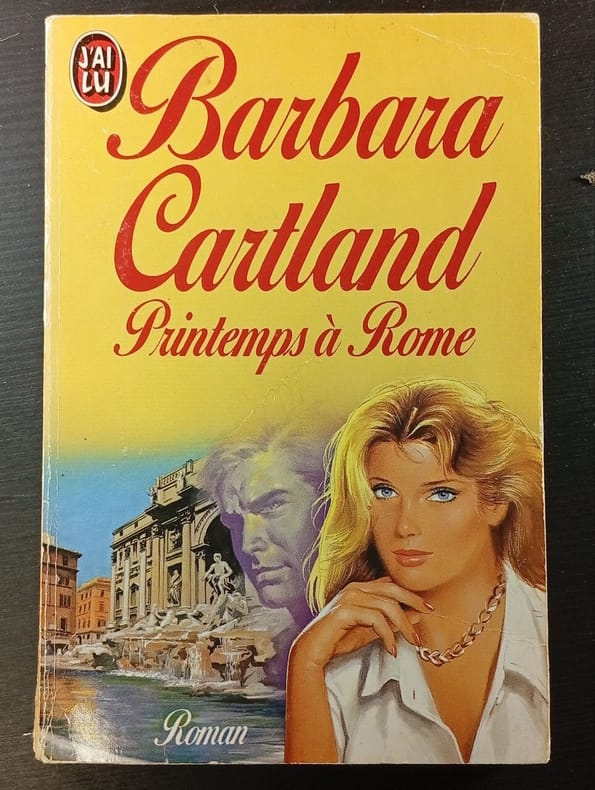 J'AI
LU
Barbara
Cartland
Printemps à Rome
Roman